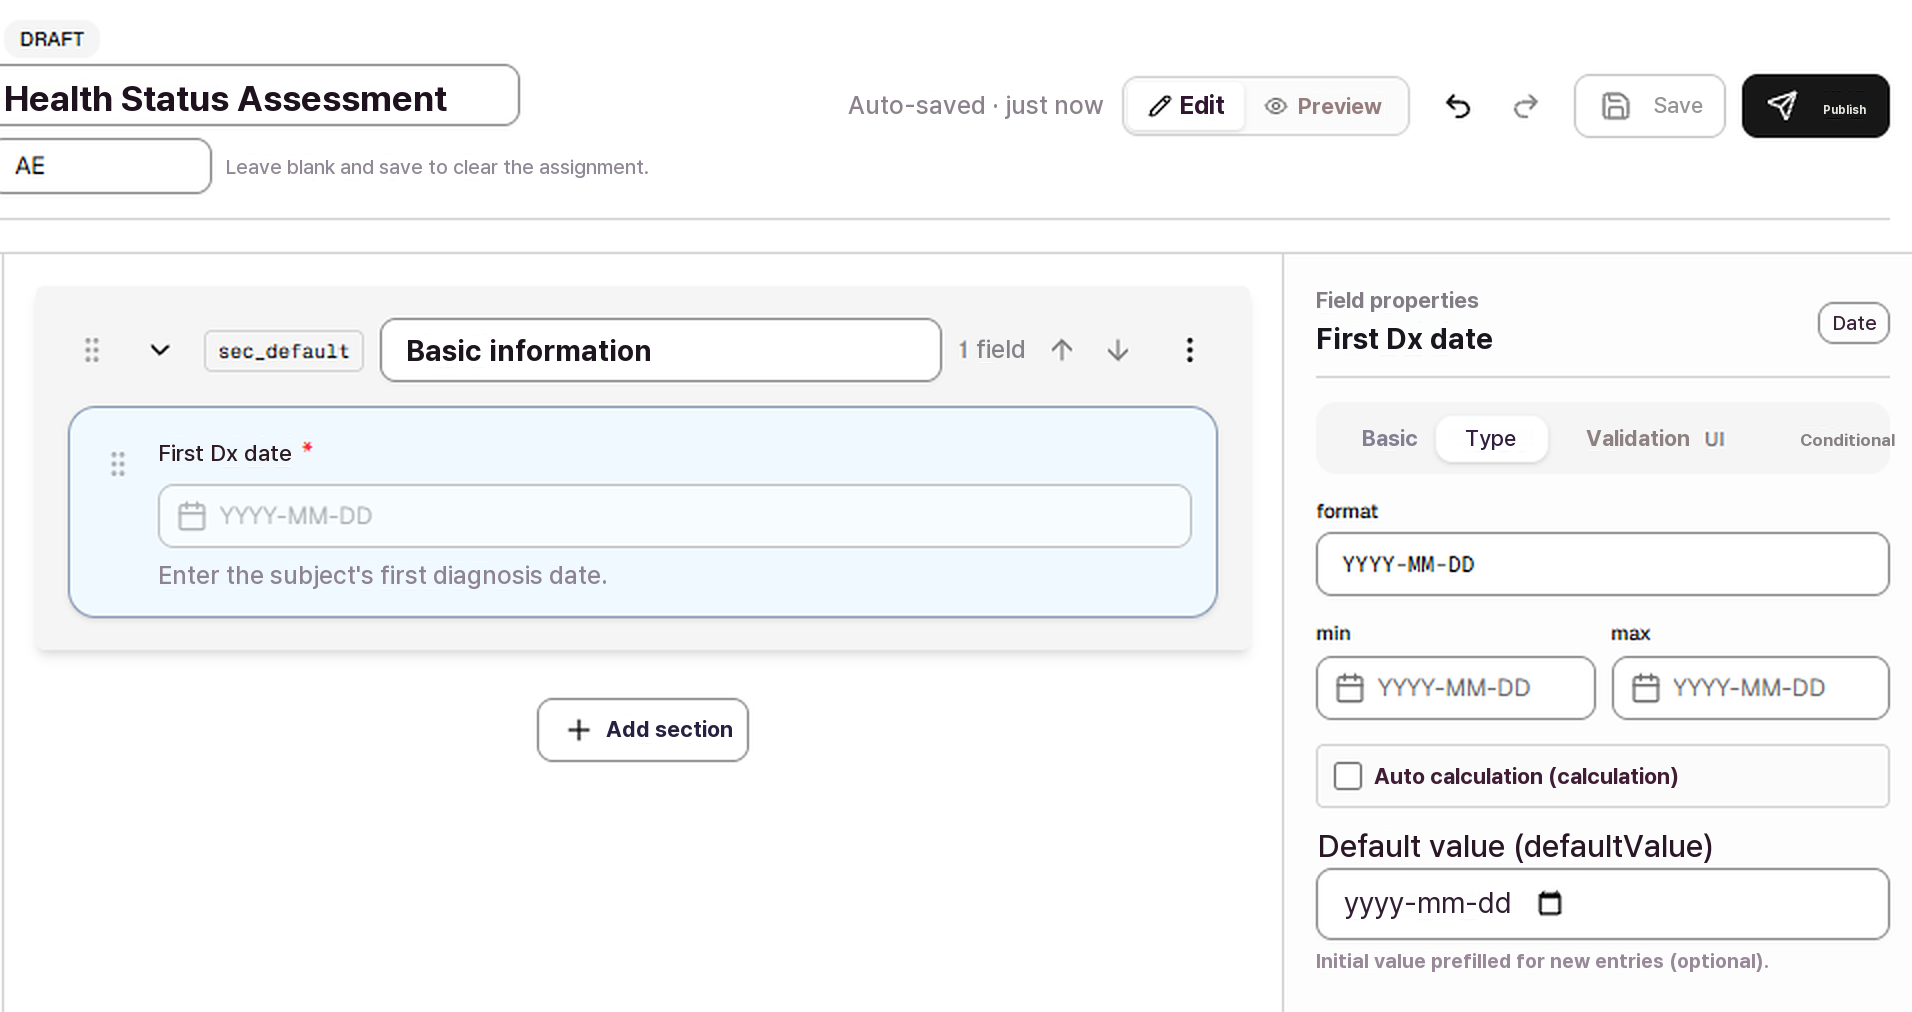 DRAFT
Health Status Assessment
Auto-saved · just now
Edit
Preview
Save
Publish
AE
Leave blank and save to clear the assignment.
sec_default
Basic information
1 field
First Dx date *
YYYY-MM-DD
Enter the subject's first diagnosis date.
Add section
Field properties
First Dx date
Date
Basic
Type
Validation
UI
Conditional
format
YYYY-MM-DD
min
max
YYYY-MM-DD
YYYY-MM-DD
Auto calculation (calculation)
Default value (defaultValue)
yyyy-mm-dd
Initial value prefilled for new entries (optional).